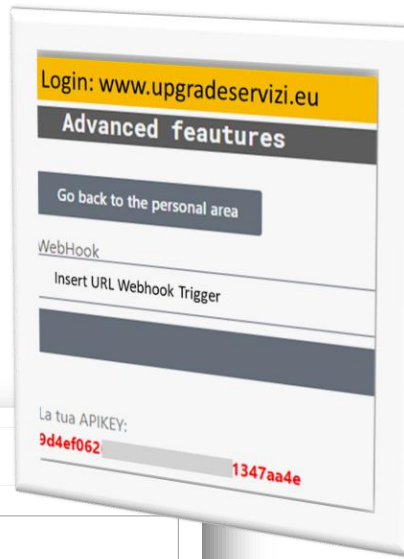 Login: www.upgradeservizi.eu
Advanced feautures
Go back to the personal area
WebHook
Insert URL Webhook Trigger
La tua APIKEY:
9d4ef062
1347aa4e